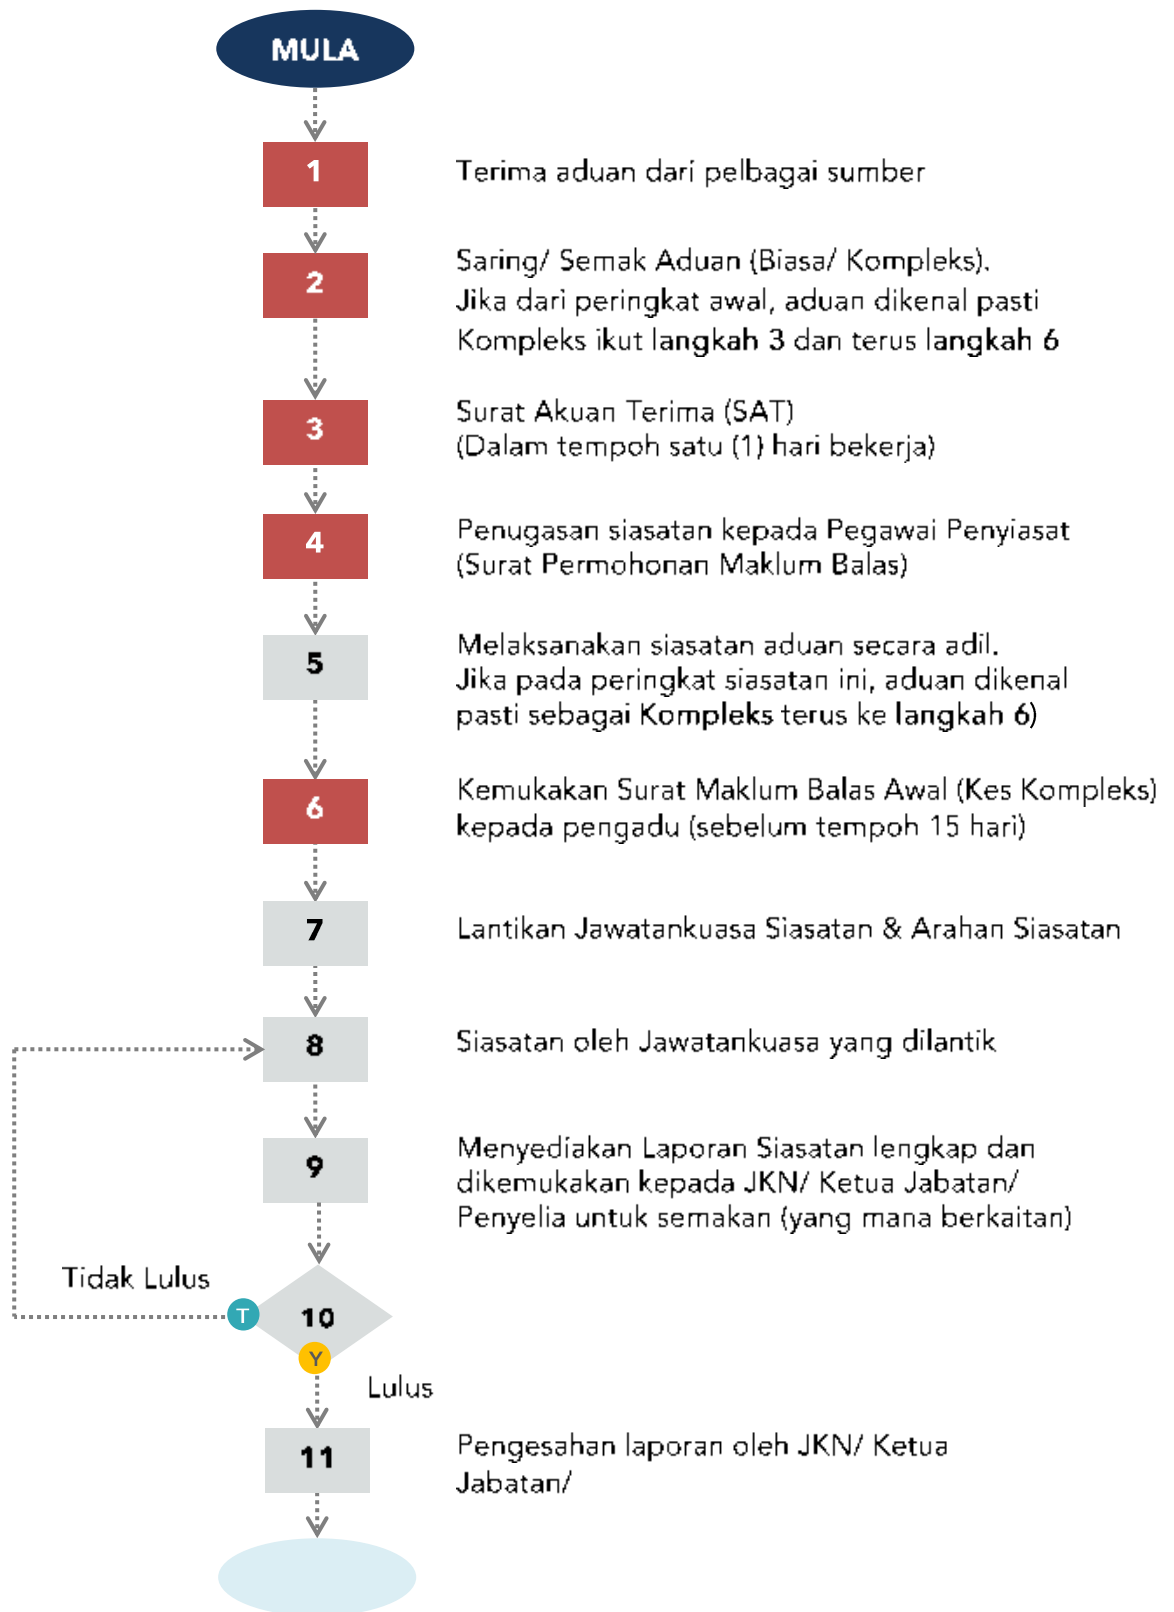 MULA
1
Terima aduan dari pelbagai sumber
2
Saring/ Semak Aduan (Biasa/ Kompleks).
Jika dari peringkat awal, aduan dikenal pasti
Kompleks ikut langkah 3 dan terus langkah 6
3
Surat Akuan Terima (SAT)
(Dalam tempoh satu (1) hari bekerja)
4
Penugasan siasatan kepada Pegawai Penyiasat
(Surat Permohonan Maklum Balas)
5
Melaksanakan siasatan aduan secara adil.
Jika pada peringkat siasatan ini, aduan dikenal
pasti sebagai Kompleks terus ke langkah 6)
6
Kemukakan Surat Maklum Balas Awal (Kes Kompleks)
kepada pengadu (sebelum tempoh 15 hari)
7
Lantikan Jawatankuasa Siasatan & Arahan Siasatan
8
Siasatan oleh Jawatankuasa yang dilantik
9
Menyediakan Laporan Siasatan lengkap dan
dikemukakan kepada JKN/ Ketua Jabatan/
Penyelia untuk semakan (yang mana berkaitan)
Tidak Lulus
T
10
Y
Lulus
11
Pengesahan laporan oleh JKN/ Ketua
Jabatan/